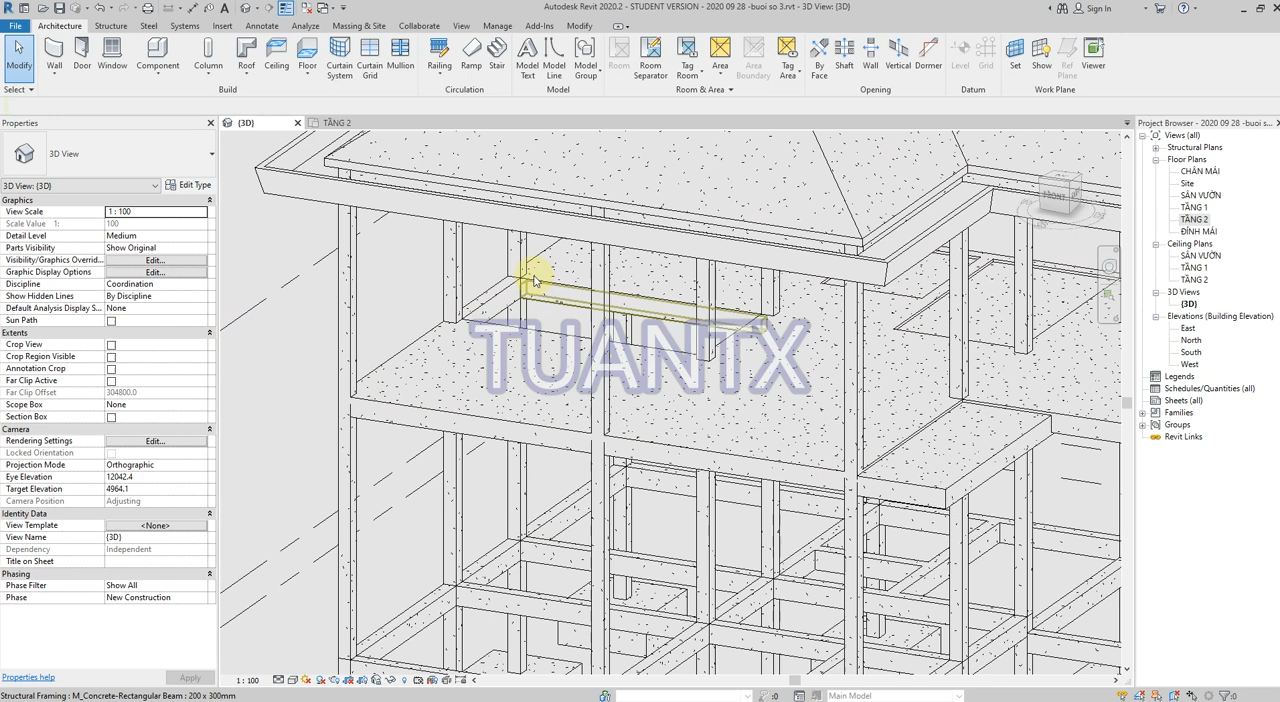 Autodesk Revit 2020.2 - STUDENT VERSION - 2020 09 28 -buoi so 3.rvt - 3D View: {3D}
Sign In
File Architecture Structure Steel Systems Insert Annotate Analyze Massing & Site Collaborate View Manage Add-Ins Modify
Modify Wall Door Window Component Column Roof Ceiling Floor Curtain System Curtain Grid Mullion Railing Ramp Stair Model Text Model Line Model Group Room Room Separator Tag Room Area Area Boundary Tag Area By Face Shaft Wall Vertical Dormer Level Grid Set Show Ref Plane Viewer
Select Build Circulation Model Room & Area Opening Datum Work Plane
Properties
{3D}
TẦNG 2
Project Browser - 2020 09 28 -buoi so 3...
3D View
3D View: {3D} Edit Type
Graphics
View Scale 1 : 100
Scale Value 1: 100
Detail Level Medium
Parts Visibility Show Original
Visibility/Graphics Overrid... Edit...
Graphic Display Options Edit...
Discipline Coordination
Show Hidden Lines By Discipline
Default Analysis Display S... None
Sun Path
Extents
Crop View
Crop Region Visible
Annotation Crop
Far Clip Active
Far Clip Offset 304800.0
Scope Box None
Section Box
Camera
Rendering Settings Edit...
Locked Orientation
Projection Mode Orthographic
Eye Elevation 12042.4
Target Elevation 4964.1
Camera Position Adjusting
Identity Data
View Template <None>
View Name {3D}
Dependency Independent
Title on Sheet
Phasing
Phase Filter Show All
Phase New Construction
Properties help Apply
FRONT
TUANTX
Views (all)
Structural Plans
Floor Plans
CHÂN MÁI
Site
SÂN VƯỜN
TẦNG 1
TẦNG 2
ĐỈNH MÁI
Ceiling Plans
SÂN VƯỜN
TẦNG 1
TẦNG 2
3D Views
{3D}
Elevations (Building Elevation)
East
North
South
West
Legends
Schedules/Quantities (all)
Sheets (all)
Families
Groups
Revit Links
1 : 100
Structural Framing : M_Concrete-Rectangular Beam : 200 x 300mm
:0
Main Model
:0